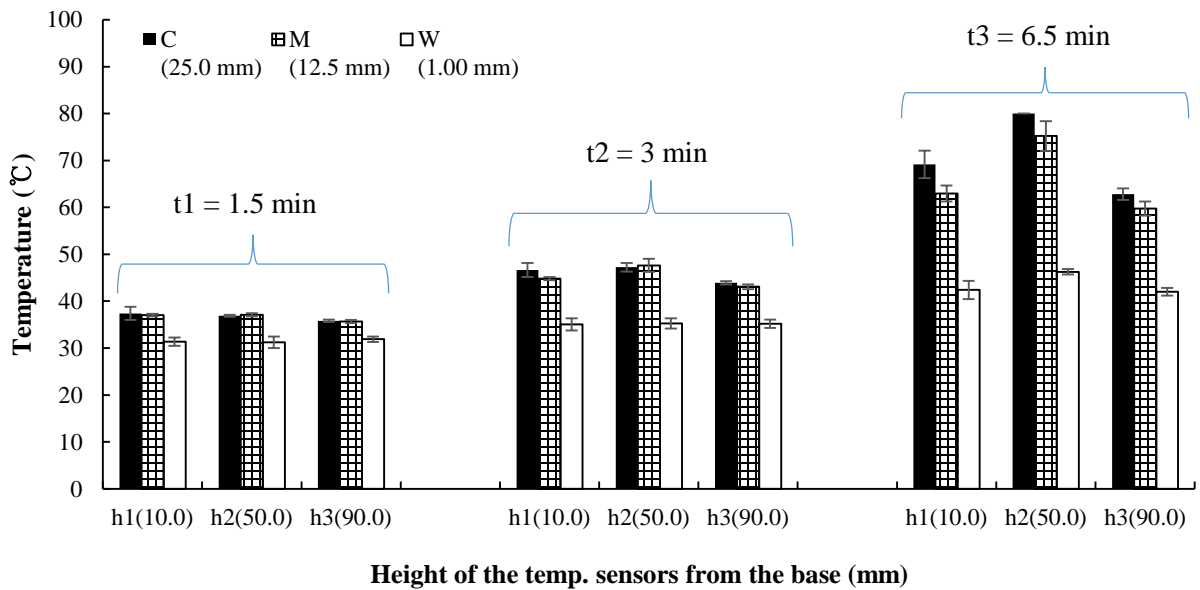 100
90
80
70
60
50
40
30
20
10
0
Temperature (℃)
C M W
(25.0 mm) (12.5 mm) (1.00 mm)
t1 = 1.5 min
t2 = 3 min
t3 = 6.5 min
h1(10.0) h2(50.0) h3(90.0) h1(10.0) h2(50.0) h3(90.0) h1(10.0) h2(50.0) h3(90.0)
Height of the temp. sensors from the base (mm)